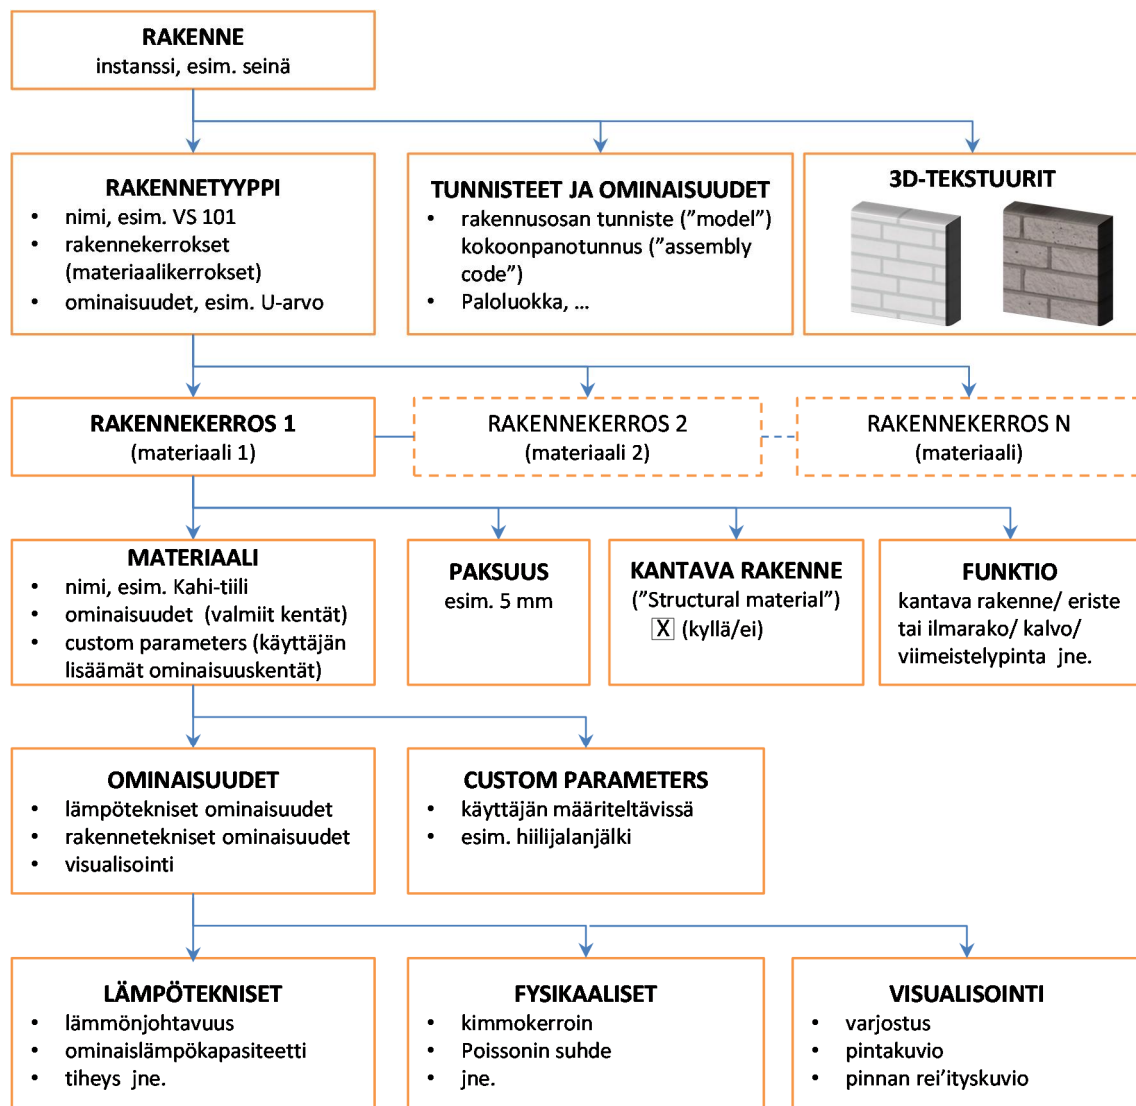 RAKENNE
instanssi, esim. seinä
RAKENNETYYPPI
• nimi, esim. VS 101
• rakennekerrokset
(materiaalikerrokset)
• ominaisuudet, esim. U-arvo
TUNNISTEET JA OMINAISUUDET
• rakennusosan tunniste (”model”)
kokoonpanotunnus (”assembly
code”)
• Paloluokka, ...
3D-TEKSTUURIT
RAKENNEKERROS 1
(materiaali 1)
RAKENNEKERROS 2
(materiaali 2)
RAKENNEKERROS N
(materiaali)
MATERIAALI
• nimi, esim. Kahi-tiili
• ominaisuudet (valmiit kentät)
• custom parameters (käyttäjän
lisäämät ominaisuuskentät)
PAKSUUS
esim. 5 mm
KANTAVA RAKENNE
(”Structural material”)
X (kyllä/ei)
FUNKTIO
kantava rakenne/ eriste
tai ilmarako/ kalvo/
viimeistelypinta jne.
OMINAISUUDET
• lämpötekniset ominaisuudet
• rakennetekniset ominaisuudet
• visualisointi
CUSTOM PARAMETERS
• käyttäjän määriteltävissä
• esim. hiilijalanjälki
LÄMPÖTEKNISET
• lämmönjohtavuus
• ominaislämpökapasiteetti
• tiheys jne.
FYSIKAALISET
• kimmokerroin
• Poissonin suhde
• jne.
VISUALISOINTI
• varjostus
• pintakuvio
• pinnan rei’ityskuvio